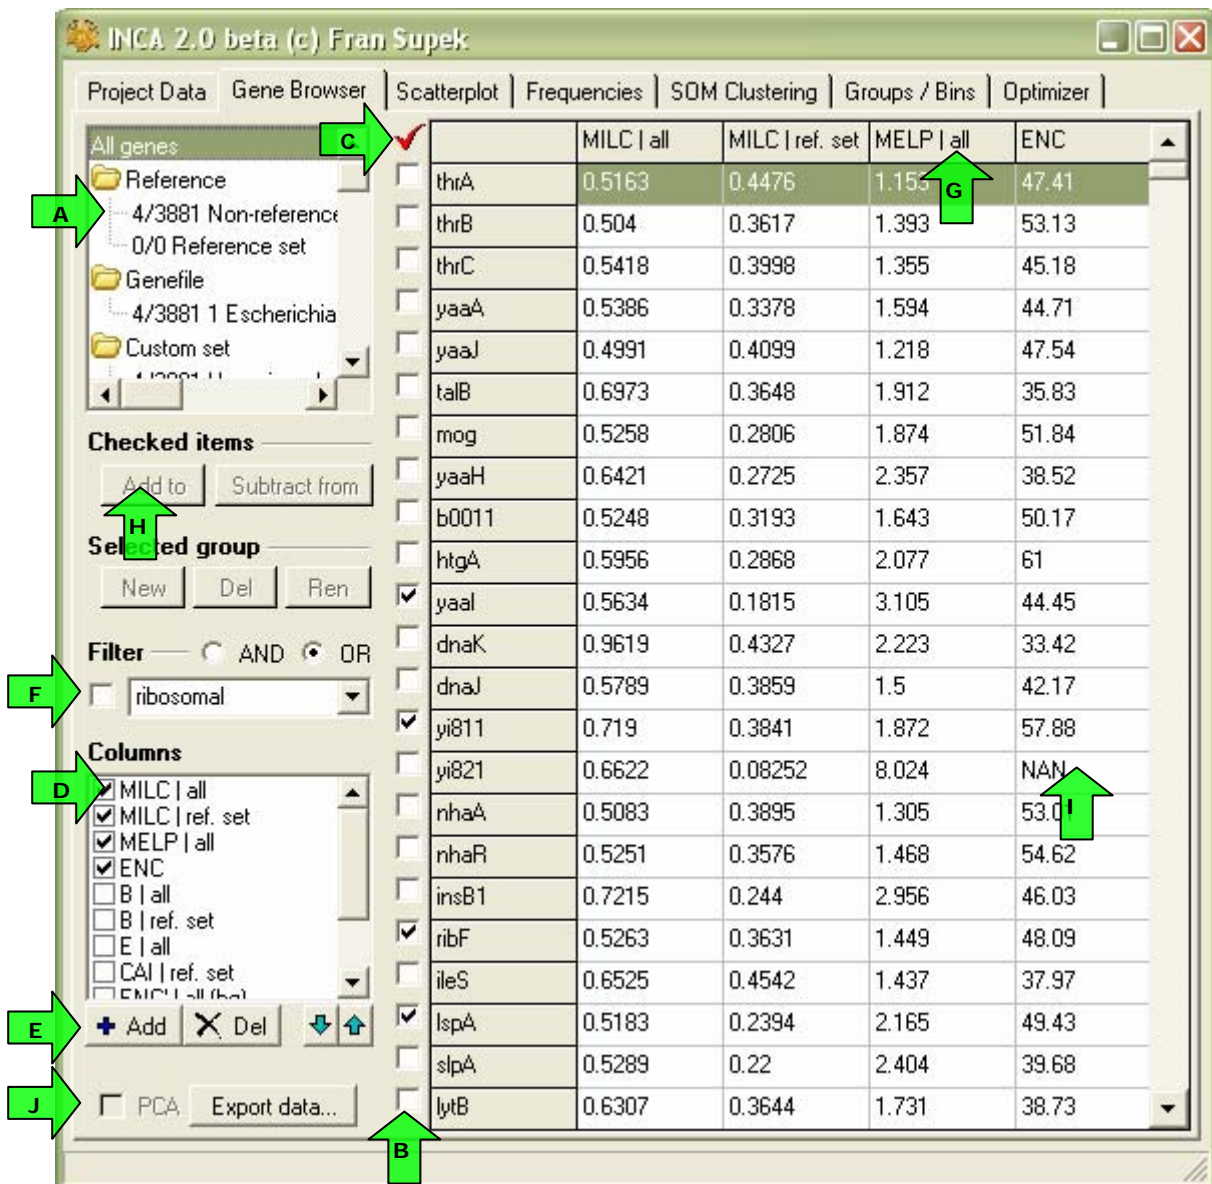 INCA 2.0 beta (c) Fran Supek
Project Data Gene Browser Scatterplot Frequencies SOM Clustering Groups / Bins Optimizer
All genes
Reference
4/3881 Non-reference
0/0 Reference set
Genefile
4/3881 1 Escherichia
Custom set
Checked items
Add to Subtract from
Selected group
New Del Ren
Filter AND OR
ribosomal
Columns
MILC | all
MILC | ref. set
MELP | all
ENC
B | all
B | ref. set
E | all
CAI | ref. set
ENC' | all (bg)
Add Del
PCA Export data...
MILC | all MILC | ref. set MELP | all ENC
thrA 0.5163 0.4476 47.41
thrB 0.504 0.3617 1.393 53.13
thrC 0.5418 0.3998 1.355 45.18
yaaA 0.5386 0.3378 1.594 44.71
yaaJ 0.4991 0.4099 1.218 47.54
talB 0.6973 0.3648 1.912 35.83
mog 0.5258 0.2806 1.874 51.84
yaaH 0.6421 0.2725 2.357 38.52
b0011 0.5248 0.3193 1.643 50.17
htgA 0.5956 0.2868 2.077 61
yaaI 0.5634 0.1815 3.105 44.45
dnaK 0.9619 0.4327 2.223 33.42
dnaJ 0.5789 0.3859 1.5 42.17
yi811 0.719 0.3841 1.872 57.88
yi821 0.6622 0.08252 8.024 NAN
nhaA 0.5083 0.3895 1.305
nhaR 0.5251 0.3576 1.468 54.62
insB1 0.7215 0.244 2.956 46.03
ribF 0.5263 0.3631 1.449 48.09
ileS 0.6525 0.4542 1.437 37.97
lspA 0.5183 0.2394 2.165 49.43
slpA 0.5289 0.22 2.404 39.68
lytB 0.6307 0.3644 1.731 38.73
A
B
C
D
E
F
G
H
I
J